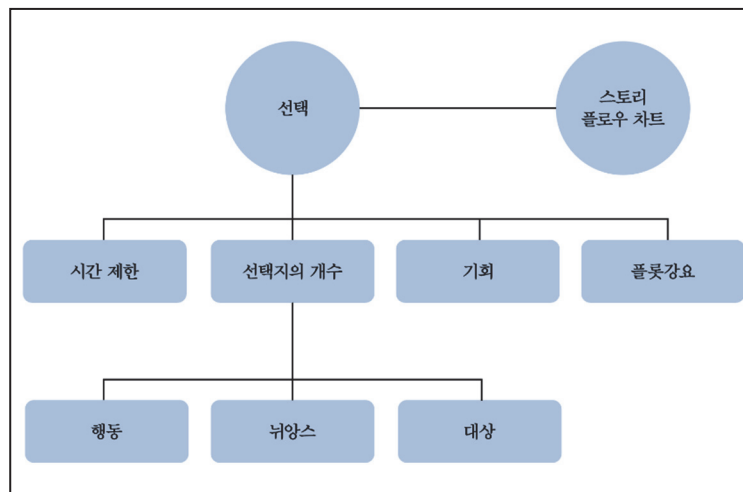 선택
스토리
플로우 차트
시간 제한
선택지의 개수
기회
플롯강요
행동
뉘앙스
대상